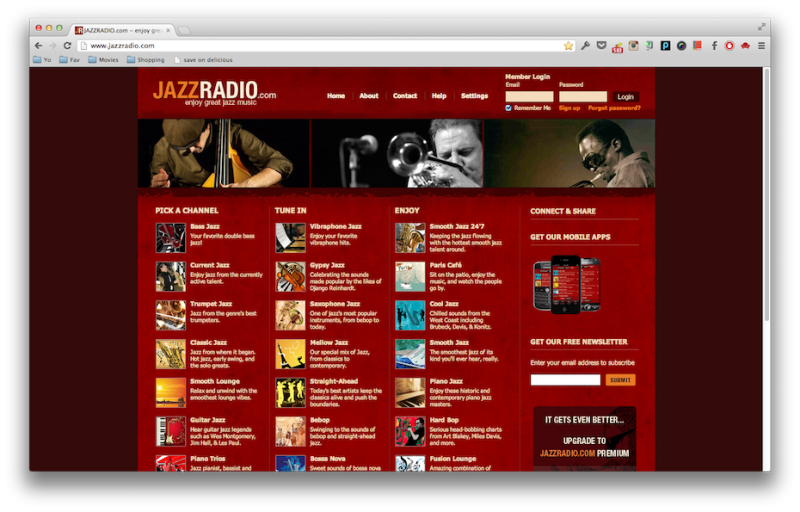 JAZZRADIO.com – enjoy gre
www.jazzradio.com
Yo Fav Movies Shopping save on delicious
JAZZRADIO.com
enjoy great jazz music
Home About Contact Help Settings
Member Login
Email Password
Login
Remember Me Sign up Forgot password?
PICK A CHANNEL
Bass Jazz
Your favorite double bass
jazz!
Current Jazz
Enjoy jazz from the currently
active talent.
Trumpet Jazz
Jazz from the genre's best
trumpeters.
Classic Jazz
Jazz from where it began.
Hot jazz, early swing, and
the solo greats.
Smooth Lounge
Relax and unwind with the
smoothest lounge vibes.
Guitar Jazz
Hear guitar jazz legends
such as Wes Montgomery,
Jim Hall, & Les Paul.
Piano Trios
Jazz pianist, bassist and
TUNE IN
Vibraphone Jazz
Enjoy your favorite
vibraphone hits.
Gypsy Jazz
Celebrating the sounds
made popular by the likes of
Django Reinhardt.
Saxophone Jazz
One of jazz's most popular
instruments, from bebop to
today.
Mellow Jazz
Our special mix of Jazz,
from classics to
contemporary.
Straight-Ahead
Today's best artists keep the
classics alive and push the
boundaries.
Bebop
Swinging to the sounds of
bebop and straight-ahead
jazz.
Bossa Nova
Sweet sounds of bossa nova
ENJOY
Smooth Jazz 24'7
Keeping the jazz flowing
with the hottest smooth jazz
talent around.
Paris Café
Sit on the patio, enjoy the
music, and watch the people
go by.
Cool Jazz
Chilled sounds from the
West Coast including
Brubeck, Davis, & Konitz.
Smooth Jazz
The smoothest jazz of its
kind you'll ever hear, really.
Piano Jazz
Enjoy these historic and
contemporary piano jazz
masters.
Hard Bop
Serious head-bobbing charts
from Art Blakey, Miles Davis,
and more.
Fusion Lounge
Amazing combination of
CONNECT & SHARE
GET OUR MOBILE APPS
GET OUR FREE NEWSLETTER
Enter your email address to subscribe
SUBMIT
IT GETS EVEN BETTER...
UPGRADE TO
JAZZRADIO.COM PREMIUM